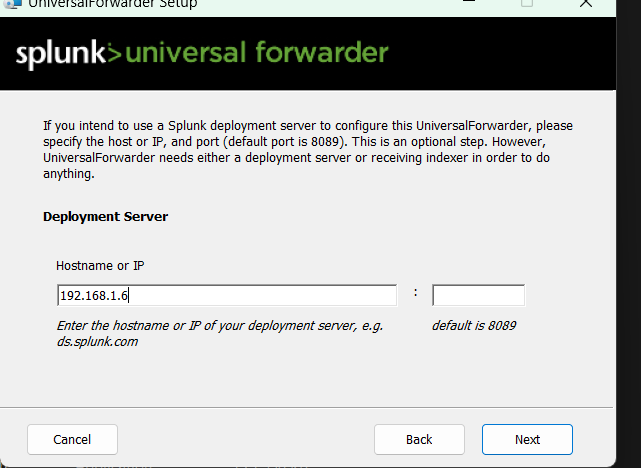 UniversalForwarder Setup
splunk>universal forwarder
If you intend to use a Splunk deployment server to configure this UniversalForwarder, please
specify the host or IP, and port (default port is 8089). This is an optional step. However,
UniversalForwarder needs either a deployment server or receiving indexer in order to do
anything.
Deployment Server
Hostname or IP
192.168.1.6 :
Enter the hostname or IP of your deployment server, e.g. default is 8089
ds.splunk.com
Cancel Back Next